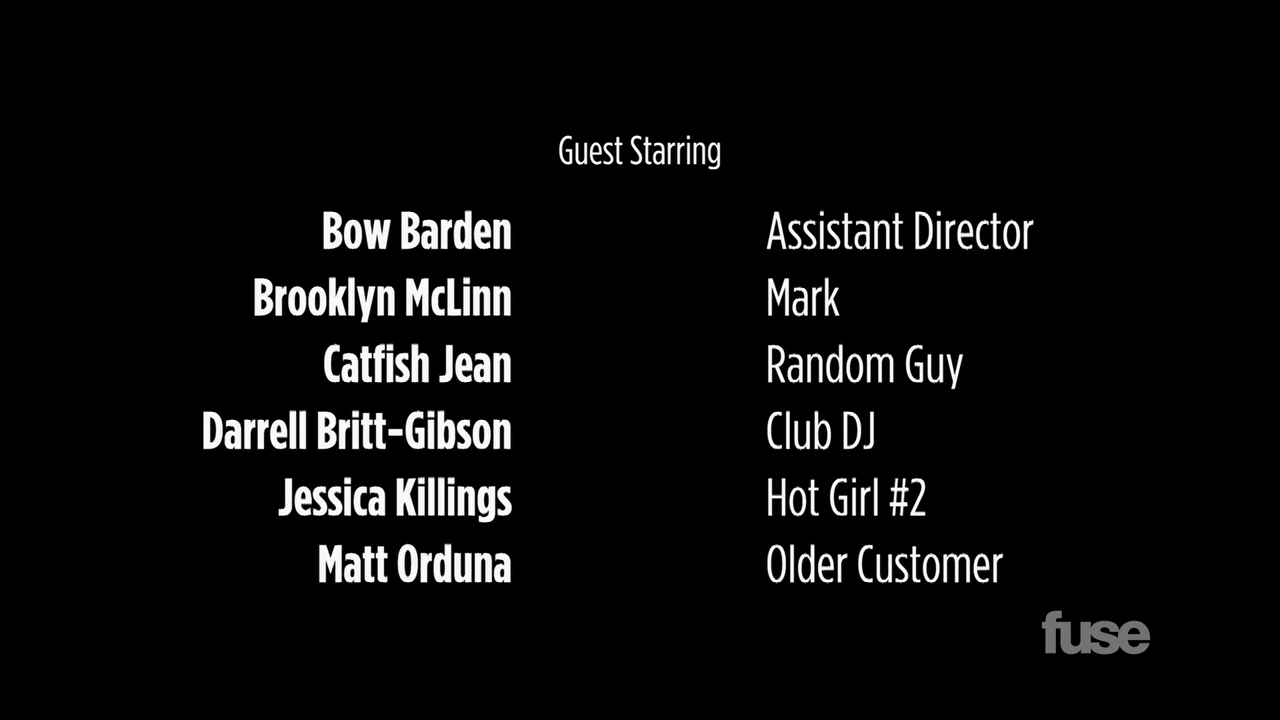 Guest Starring
Bow Barden Assistant Director
Brooklyn McLinn Mark
Catfish Jean Random Guy
Darrell Britt-Gibson Club DJ
Jessica Killings Hot Girl #2
Matt Orduna Older Customer
fuse